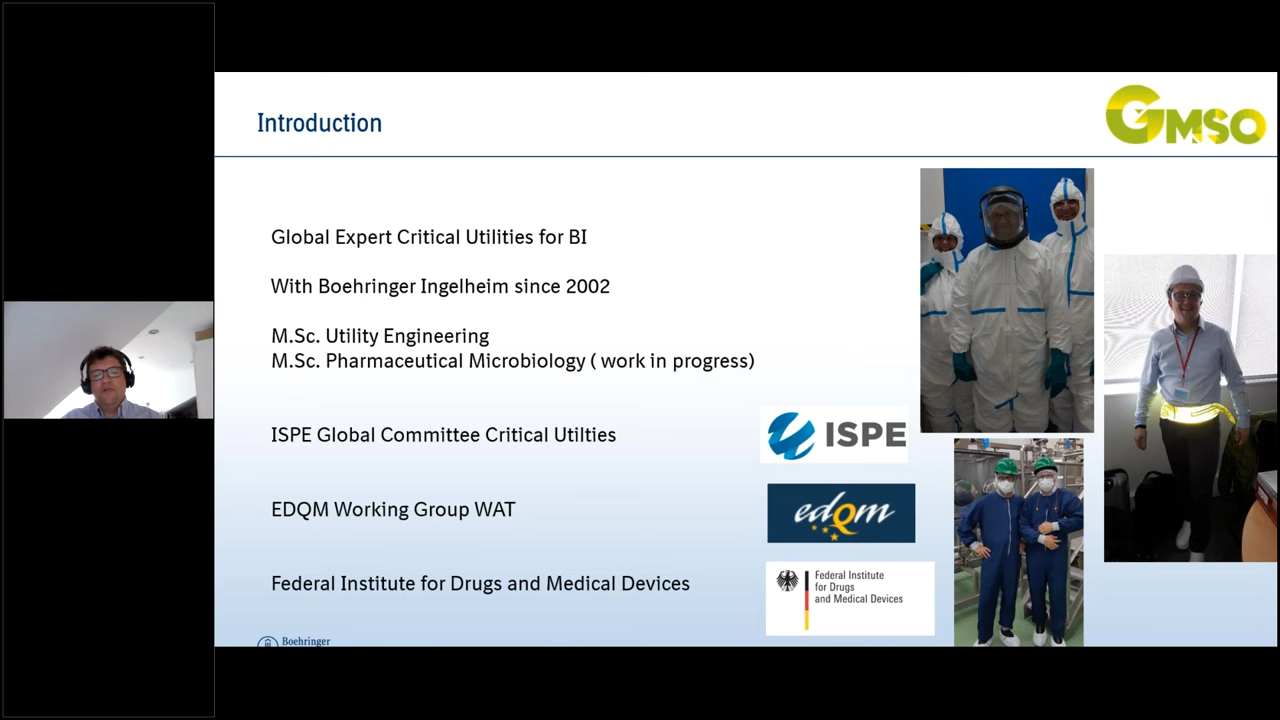 Introduction
GMSO
Global Expert Critical Utilities for BI
With Boehringer Ingelheim since 2002
M.Sc. Utility Engineering
M.Sc. Pharmaceutical Microbiology ( work in progress)
ISPE Global Committee Critical Utilties
ISPE
EDQM Working Group WAT
edQm
Federal Institute for Drugs and Medical Devices
Federal Institute
for Drugs
and Medical Devices
Boehringer